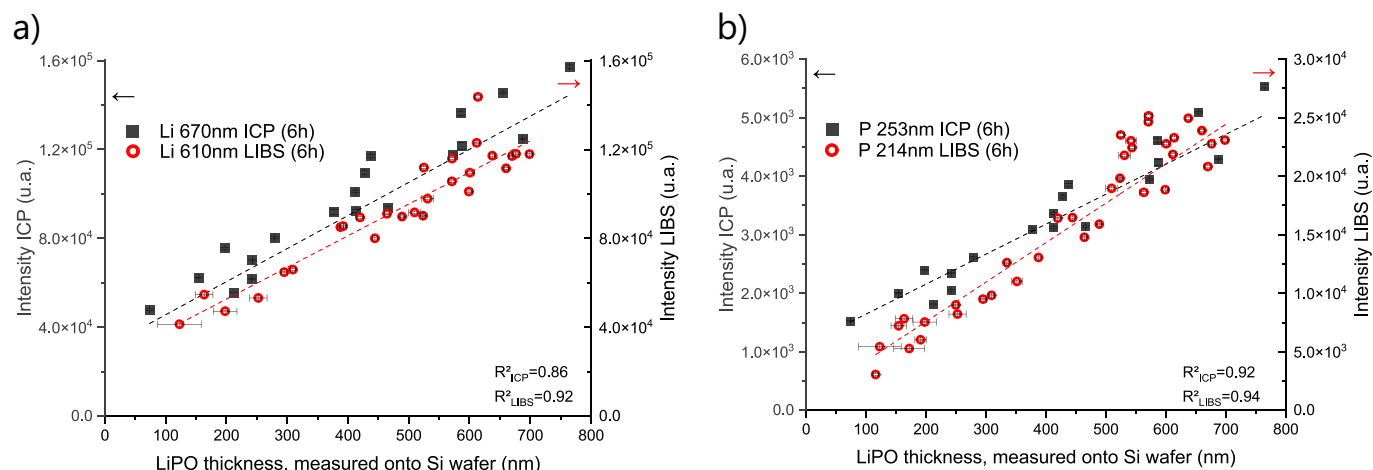 a)
1.6×10⁵
1.2×10⁵
8.0×10⁴
4.0×10⁴
0.0
Intensity ICP (u.a.)
← →
Li 670nm ICP (6h)
Li 610nm LIBS (6h)
R²ICP=0.86
R²LIBS=0.92
1.6×10⁵
1.2×10⁵
8.0×10⁴
4.0×10⁴
0.0
Intensity LIBS (u.a.)
0 100 200 300 400 500 600 700 800
LiPO thickness, measured onto Si wafer (nm)
b)
6.0×10³
5.0×10³
4.0×10³
3.0×10³
2.0×10³
1.0×10³
0.0
Intensity ICP (u.a.)
← →
P 253nm ICP (6h)
P 214nm LIBS (6h)
R²ICP=0.92
R²LIBS=0.94
3.0×10⁴
2.5×10⁴
2.0×10⁴
1.5×10⁴
1.0×10⁴
5.0×10³
0.0
Intensity LIBS (u.a.)
0 100 200 300 400 500 600 700 800
LiPO thickness, measured onto Si wafer (nm)